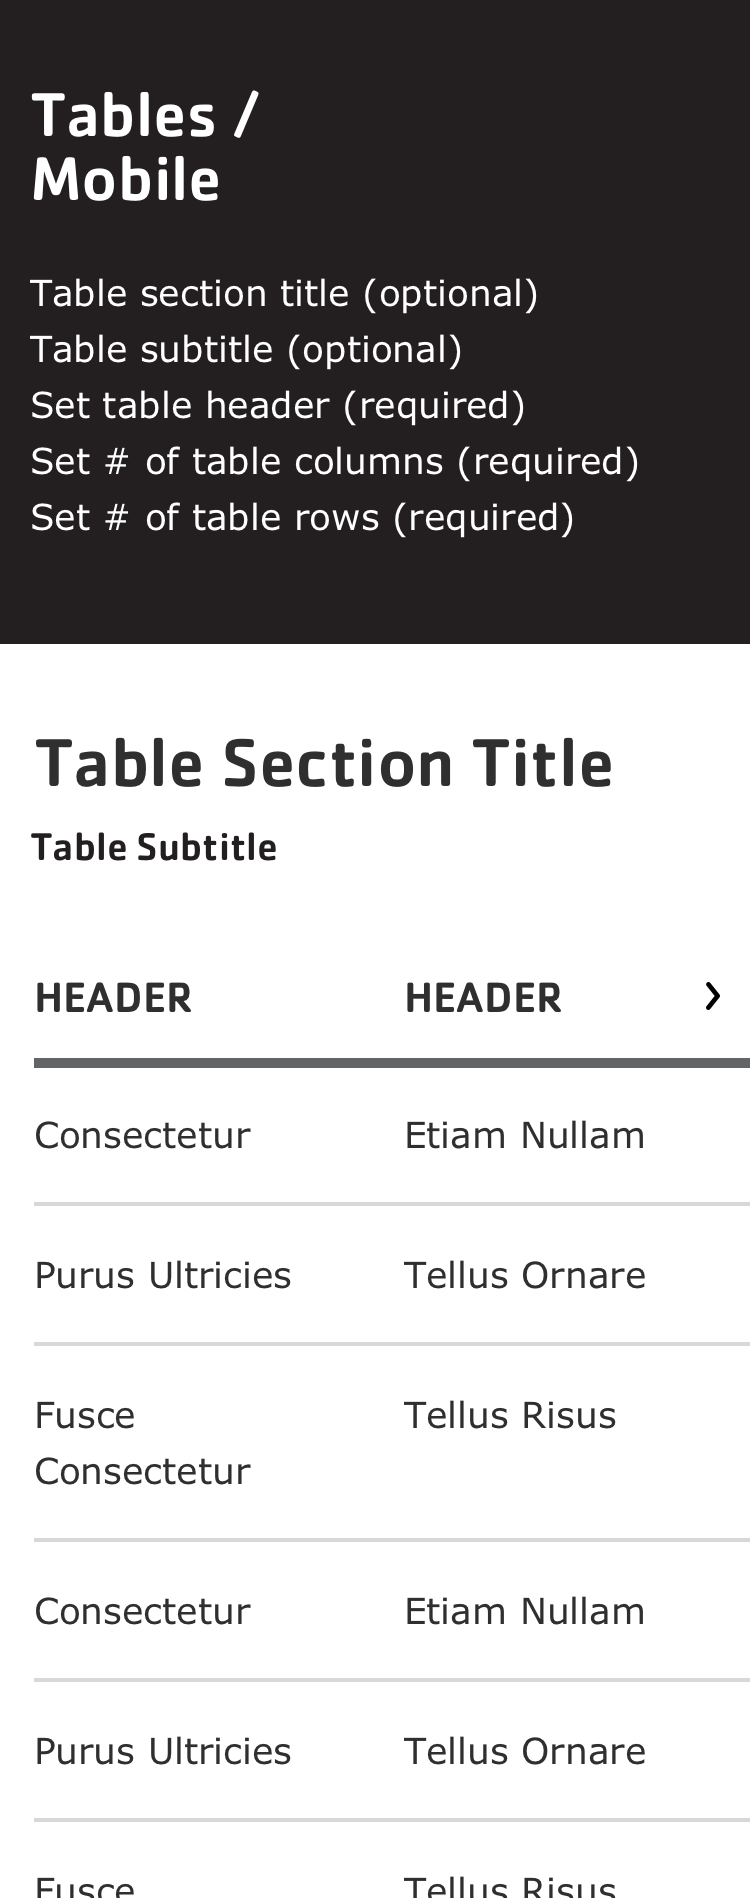 Tables /
Mobile
Table section title (optional)
Table subtitle (optional)
Set table header (required)
Set # of table columns (required)
Set # of table rows (required)
Table Section Title
Table Subtitle
HEADER HEADER ›
Consectetur Etiam Nullam
Purus Ultricies Tellus Ornare
Fusce Tellus Risus
Consectetur
Consectetur Etiam Nullam
Purus Ultricies Tellus Ornare
Fusce Tellus Risus